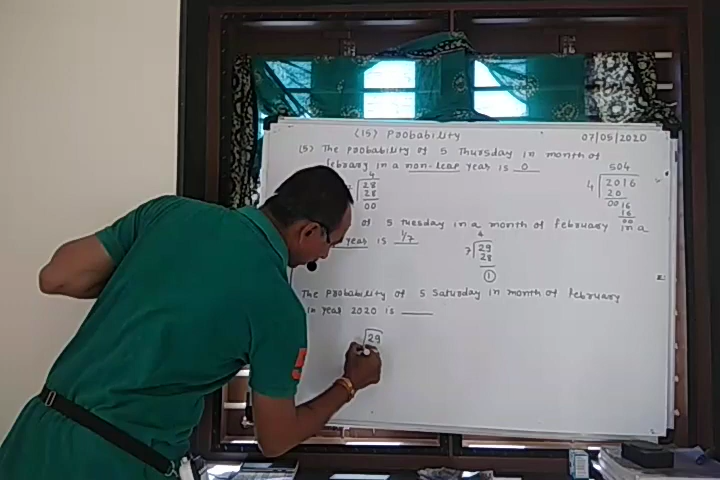 (15) Probability 07/05/2020
(5) The probability of 5 Thursday in month of
febrary in a non-leap year is 0
4
28
28
00
504
4 2016
20
0016
16
00
of 5 Tuesday in a month of february in a
year is 1/7
4
7 29
28
1
The probability of 5 Saturday in month of february
in year 2020 is ____
29